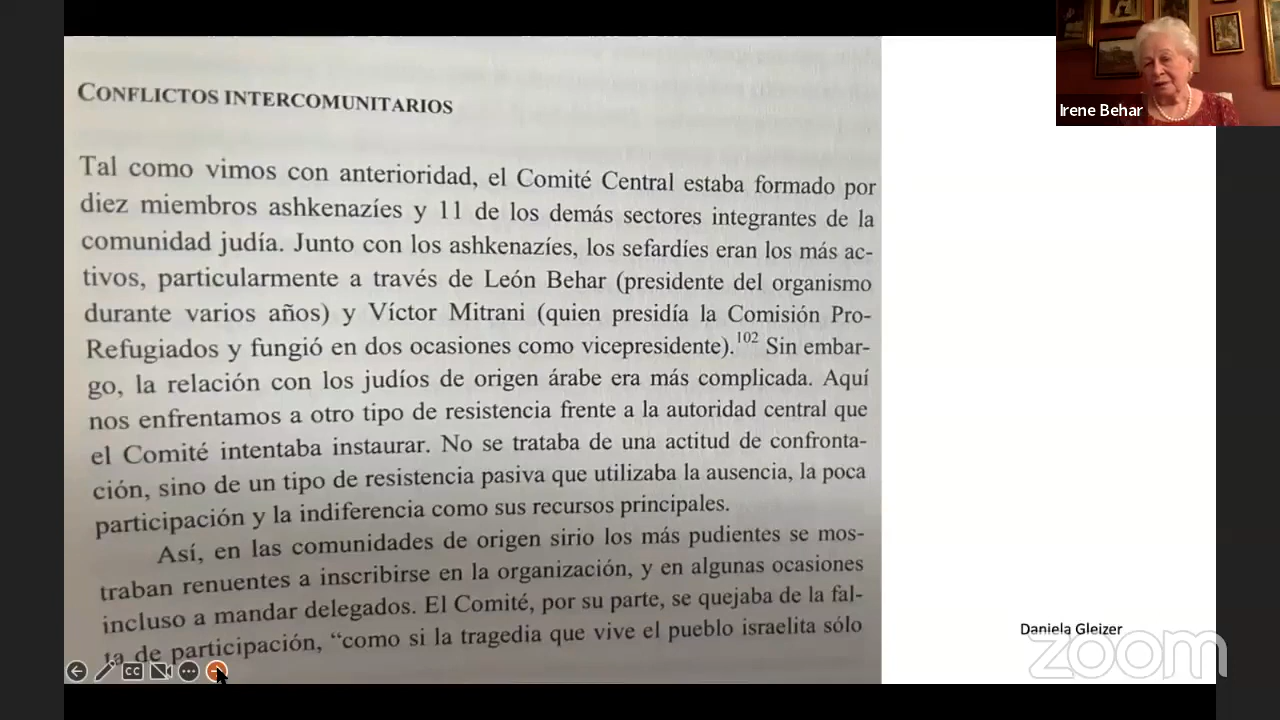 Irene Behar
CONFLICTOS INTERCOMUNITARIOS
Tal como vimos con anterioridad, el Comité Central estaba formado por
diez miembros ashkenazíes y 11 de los demás sectores integrantes de la
comunidad judía. Junto con los ashkenazíes, los sefardíes eran los más ac-
tivos, particularmente a través de León Behar (presidente del organismo
durante varios años) y Víctor Mitrani (quien presidía la Comisión Pro-
Refugiados y fungió en dos ocasiones como vicepresidente).102 Sin embar-
go, la relación con los judíos de origen árabe era más complicada. Aquí
nos enfrentamos a otro tipo de resistencia frente a la autoridad central que
el Comité intentaba instaurar. No se trataba de una actitud de confronta-
ción, sino de un tipo de resistencia pasiva que utilizaba la ausencia, la poca
participación y la indiferencia como sus recursos principales.
Así, en las comunidades de origen sirio los más pudientes se mos-
traban renuentes a inscribirse en la organización, y en algunas ocasiones
incluso a mandar delegados. El Comité, por su parte, se quejaba de la fal-
ta de participación, “como si la tragedia que vive el pueblo israelita sólo
Daniela Gleizer
zoom
CC